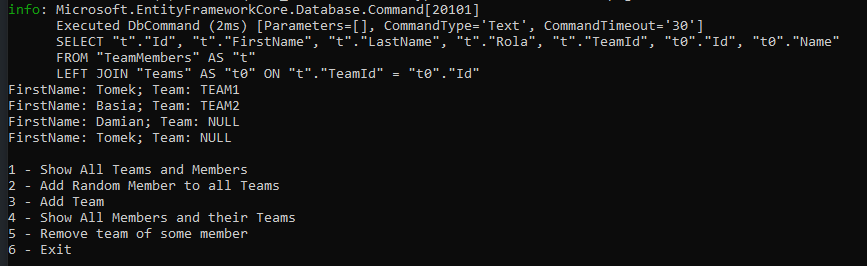 info: Microsoft.EntityFrameworkCore.Database.Command[20101]
Executed DbCommand (2ms) [Parameters=[], CommandType='Text', CommandTimeout='30']
SELECT "t"."Id", "t"."FirstName", "t"."LastName", "t"."Rola", "t"."TeamId", "t0"."Id", "t0"."Name"
FROM "TeamMembers" AS "t"
LEFT JOIN "Teams" AS "t0" ON "t"."TeamId" = "t0"."Id"
FirstName: Tomek; Team: TEAM1
FirstName: Basia; Team: TEAM2
FirstName: Damian; Team: NULL
FirstName: Tomek; Team: NULL
1 - Show All Teams and Members
2 - Add Random Member to all Teams
3 - Add Team
4 - Show All Members and their Teams
5 - Remove team of some member
6 - Exit